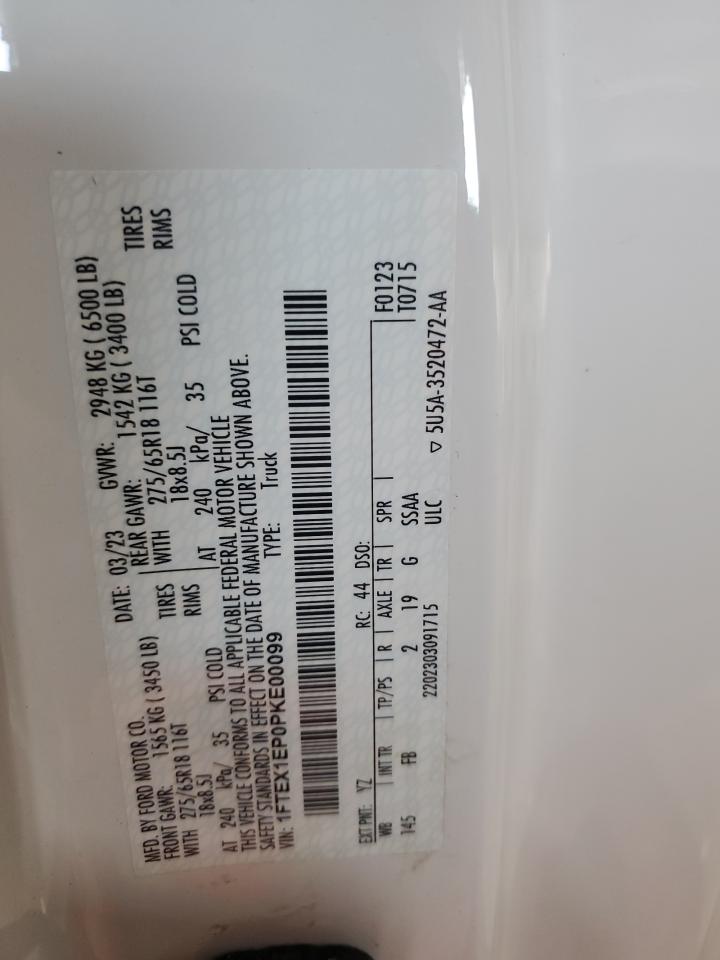 MFD. BY FORD MOTOR CO.
DATE: 03/23 GVWR: 2948 KG ( 6500 LB)
FRONT GAWR: 1565 KG ( 3450 LB) REAR GAWR: 1542 KG ( 3400 LB)
WITH 275/65R18 116T TIRES WITH 275/65R18 116T TIRES
18x8.5J RIMS 18x8.5J RIMS
AT 240 kPa/ 35 PSI COLD AT 240 kPa/ 35 PSI COLD
THIS VEHICLE CONFORMS TO ALL APPLICABLE FEDERAL MOTOR VEHICLE
SAFETY STANDARDS IN EFFECT ON THE DATE OF MANUFACTURE SHOWN ABOVE.
VIN: 1FTEX1EP0PKE00099 TYPE: Truck
EXT PNT: YZ RC: 44 DSO:
WB INT TR TP/PS R AXLE TR SPR F0123
145 FB 2 19 G SSAA T0715
2202303091715 ULC ▽ 5U5A-3520472-AA